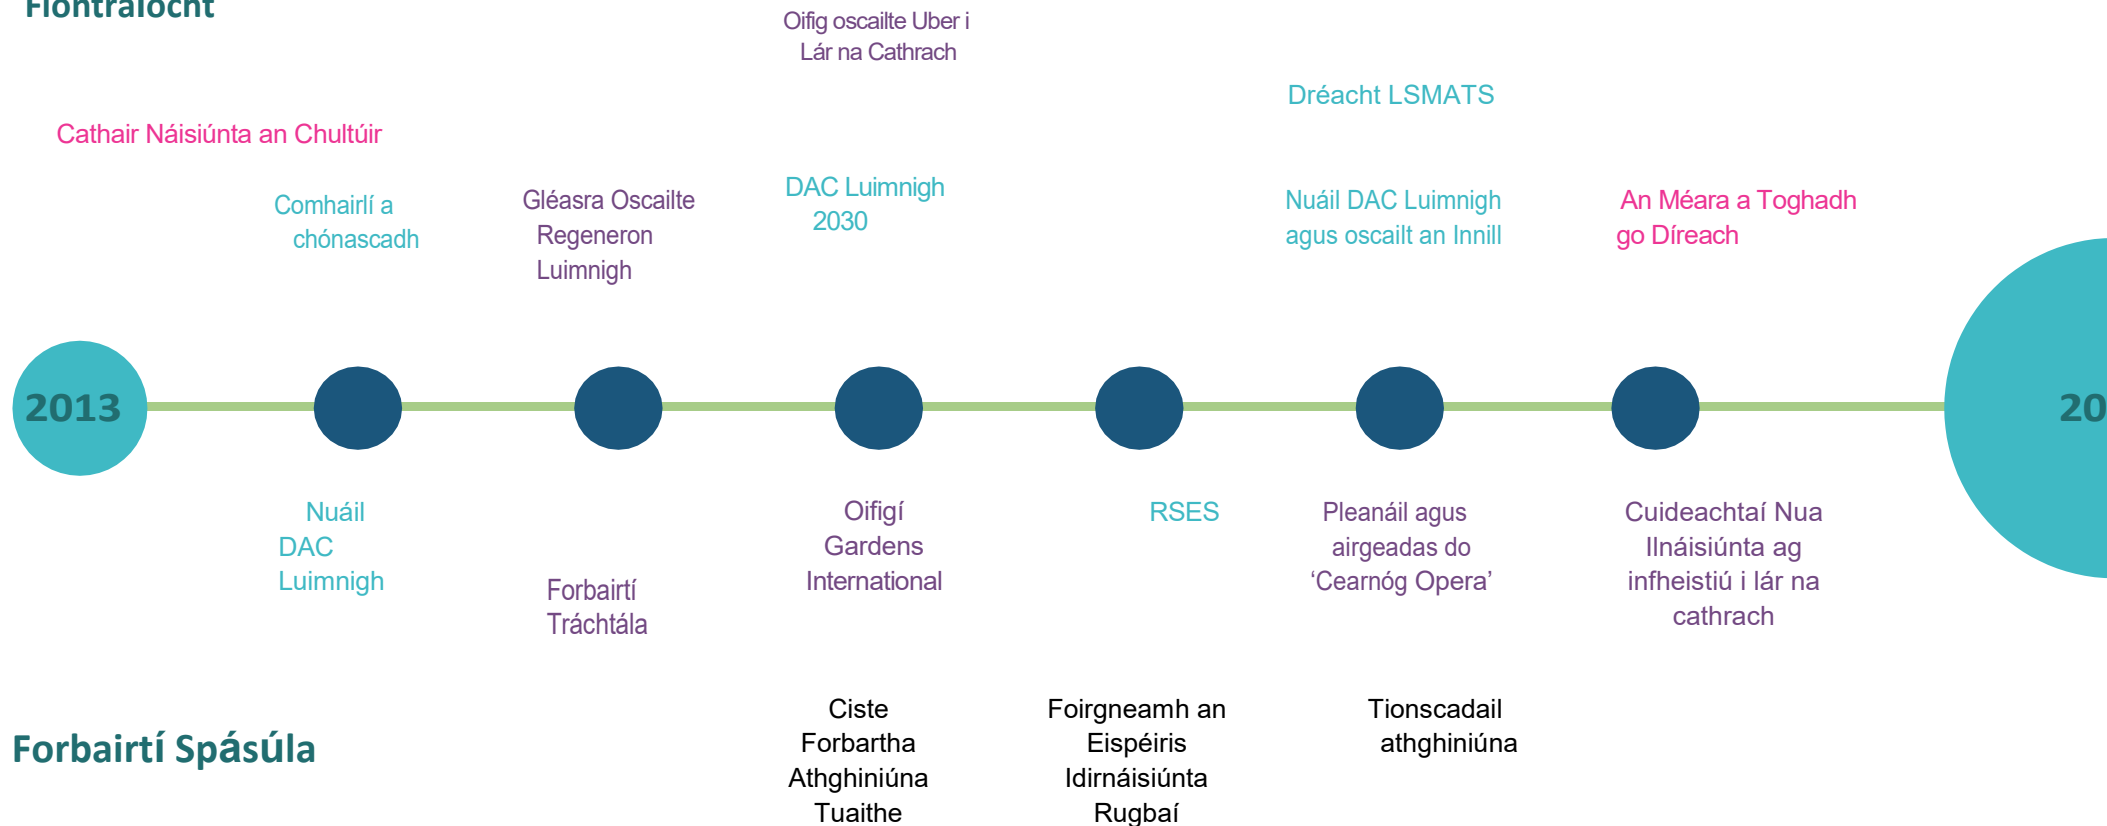 Fiontraíocht
Oifig oscailte Uber i
Lár na Cathrach
Dréacht LSMATS
Cathair Náisiúnta an Chultúir
Comhairlí a
chónascadh
Gléasra Oscailte
Regeneron
Luimnigh
DAC Luimnigh
2030
Nuáil DAC Luimnigh
agus oscailt an Innill
An Méara a Toghadh
go Díreach
2013
20
Nuáil
DAC
Luimnigh
Forbairtí
Tráchtála
Oifigí
Gardens
International
RSES
Pleanáil agus
airgeadas do
‘Cearnóg Opera’
Cuideachtaí Nua
Ilnáisiúnta ag
infheistiú i lár na
cathrach
Forbairtí Spásúla
Ciste
Forbartha
Athghiniúna
Tuaithe
Foirgneamh an
Eispéiris
Idirnáisiúnta
Rugbaí
Tionscadail
athghiniúna